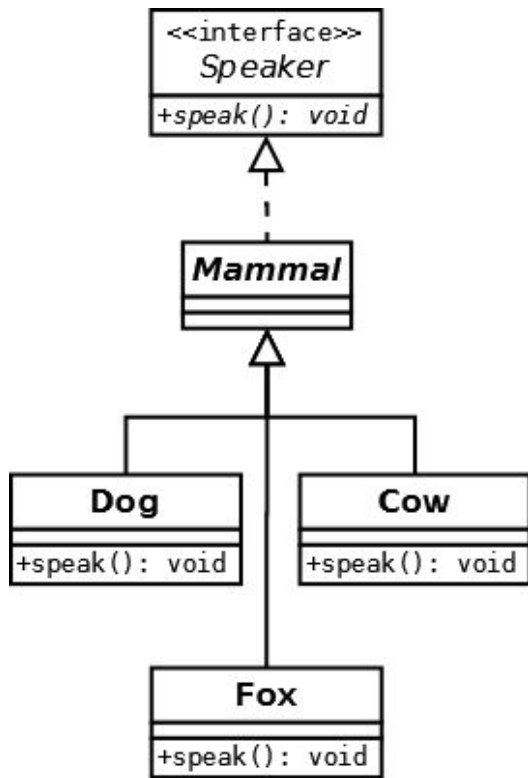 <<interface>>
Speaker
+speak(): void
Mammal
Dog
+speak(): void
Cow
+speak(): void
Fox
+speak(): void